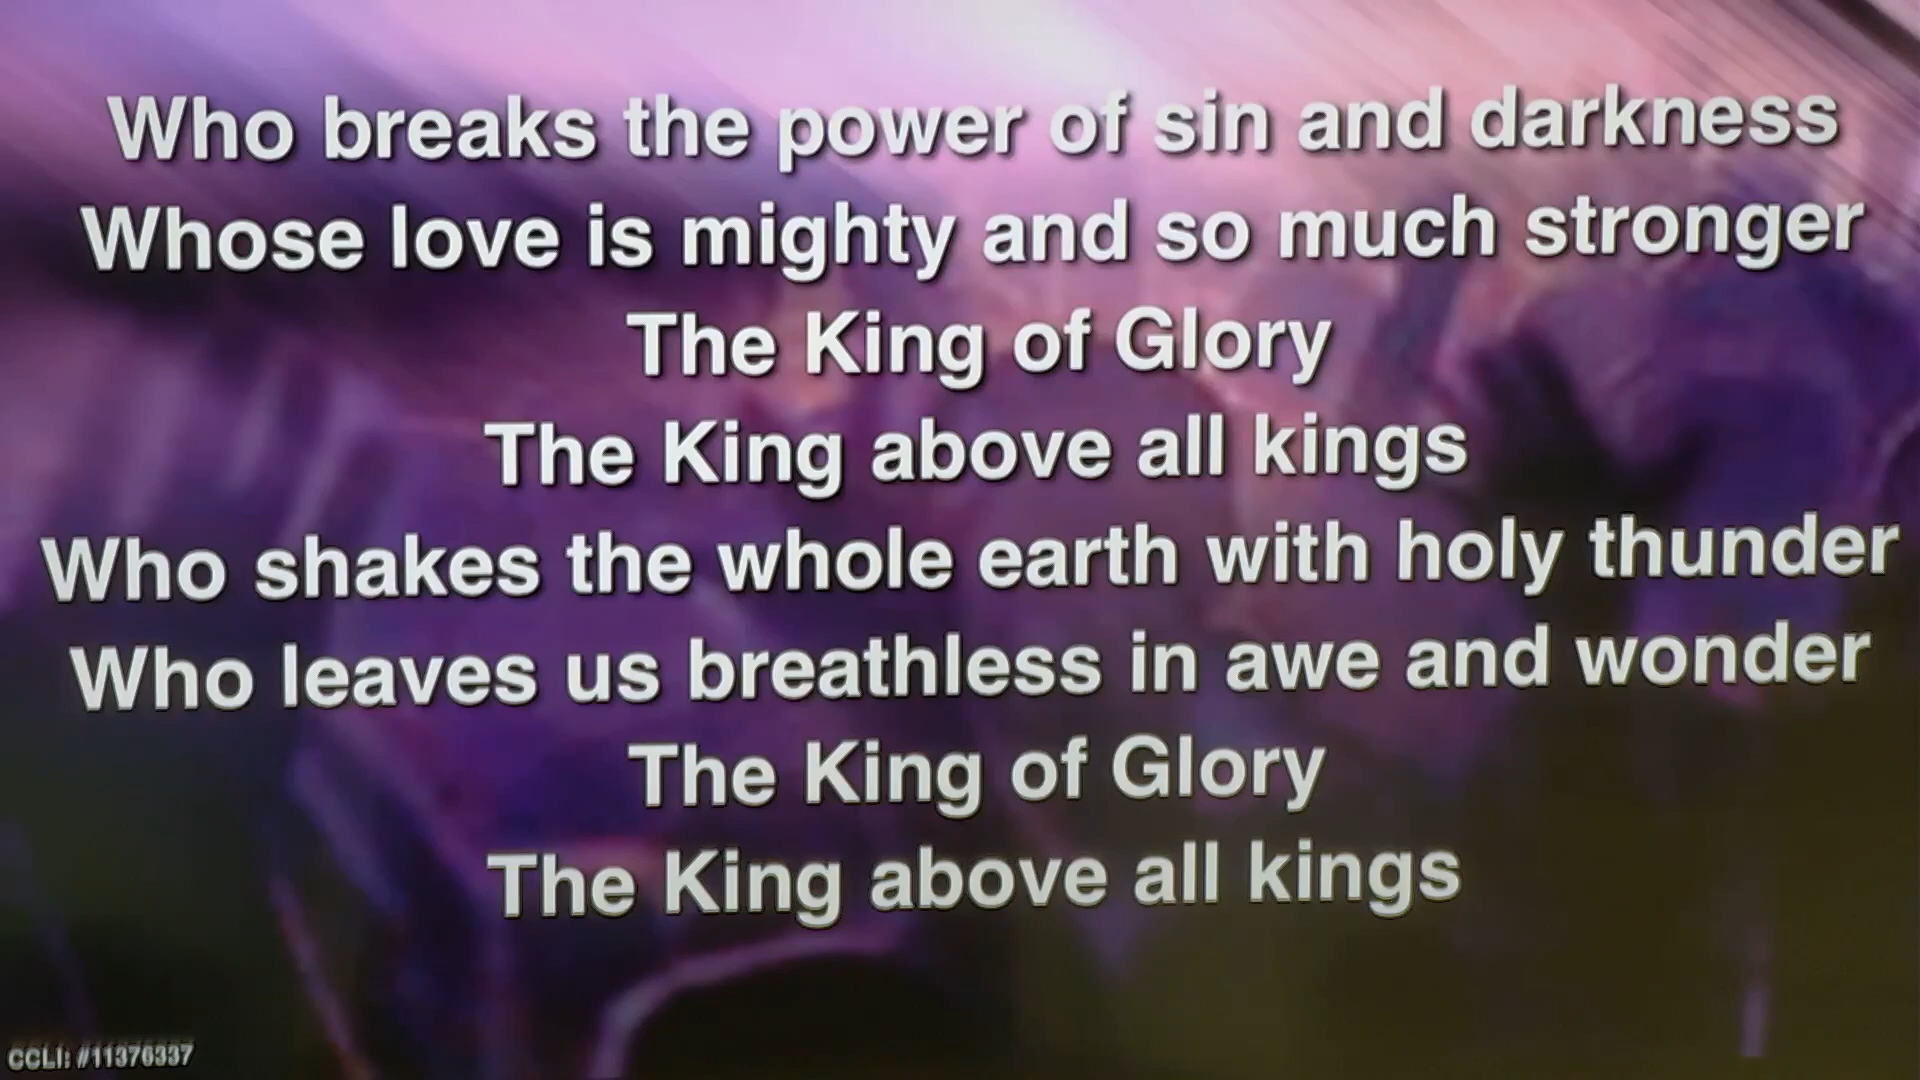 Who breaks the power of sin and darkness
Whose love is mighty and so much stronger
The King of Glory
The King above all kings
Who shakes the whole earth with holy thunder
Who leaves us breathless in awe and wonder
The King of Glory
The King above all kings
CCLI: #11376337